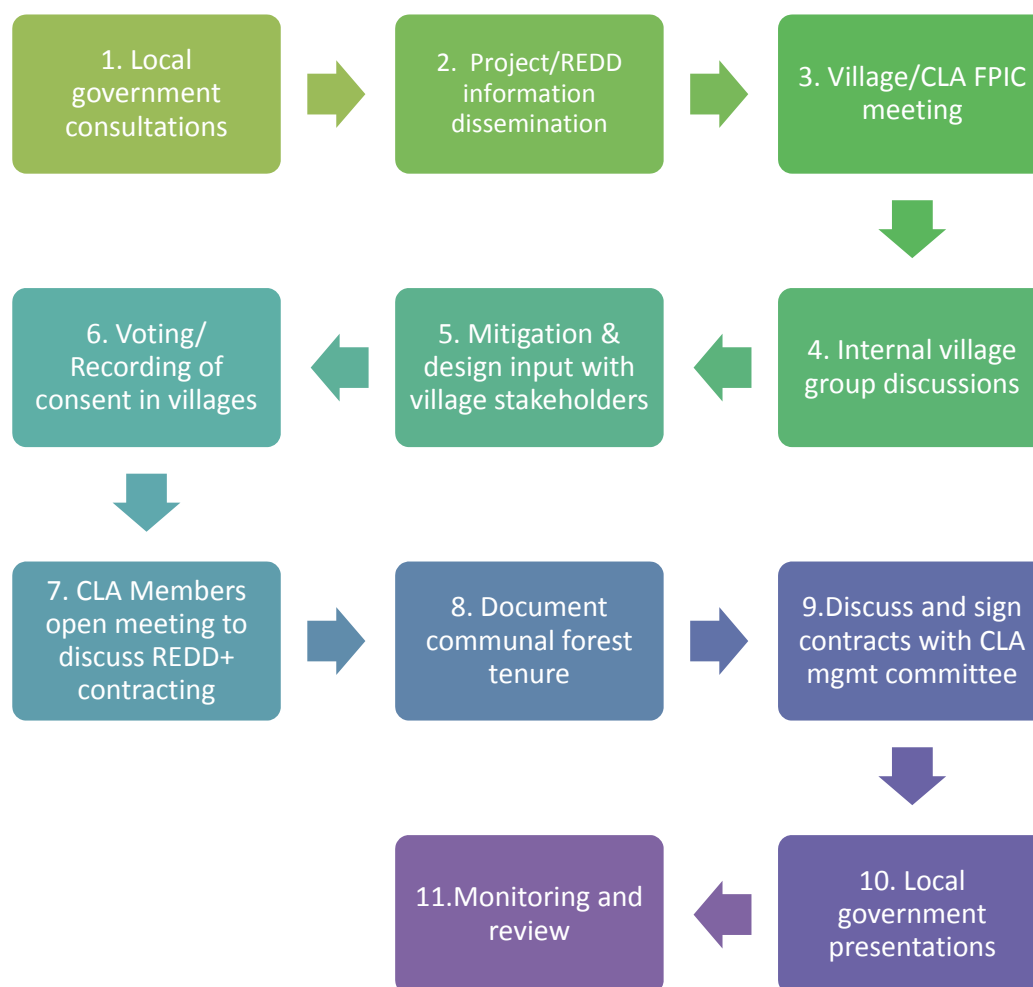 1. Local
government
consultations
2. Project/REDD
information
dissemination
3. Village/CLA FPIC
meeting
4. Internal village
group discussions
5. Mitigation &
design input with
village stakeholders
6. Voting/
Recording of
consent in villages
7. CLA Members
open meeting to
discuss REDD+
contracting
8. Document
communal forest
tenure
9.Discuss and sign
contracts with CLA
mgmt committee
10. Local
government
presentations
11.Monitoring and
review